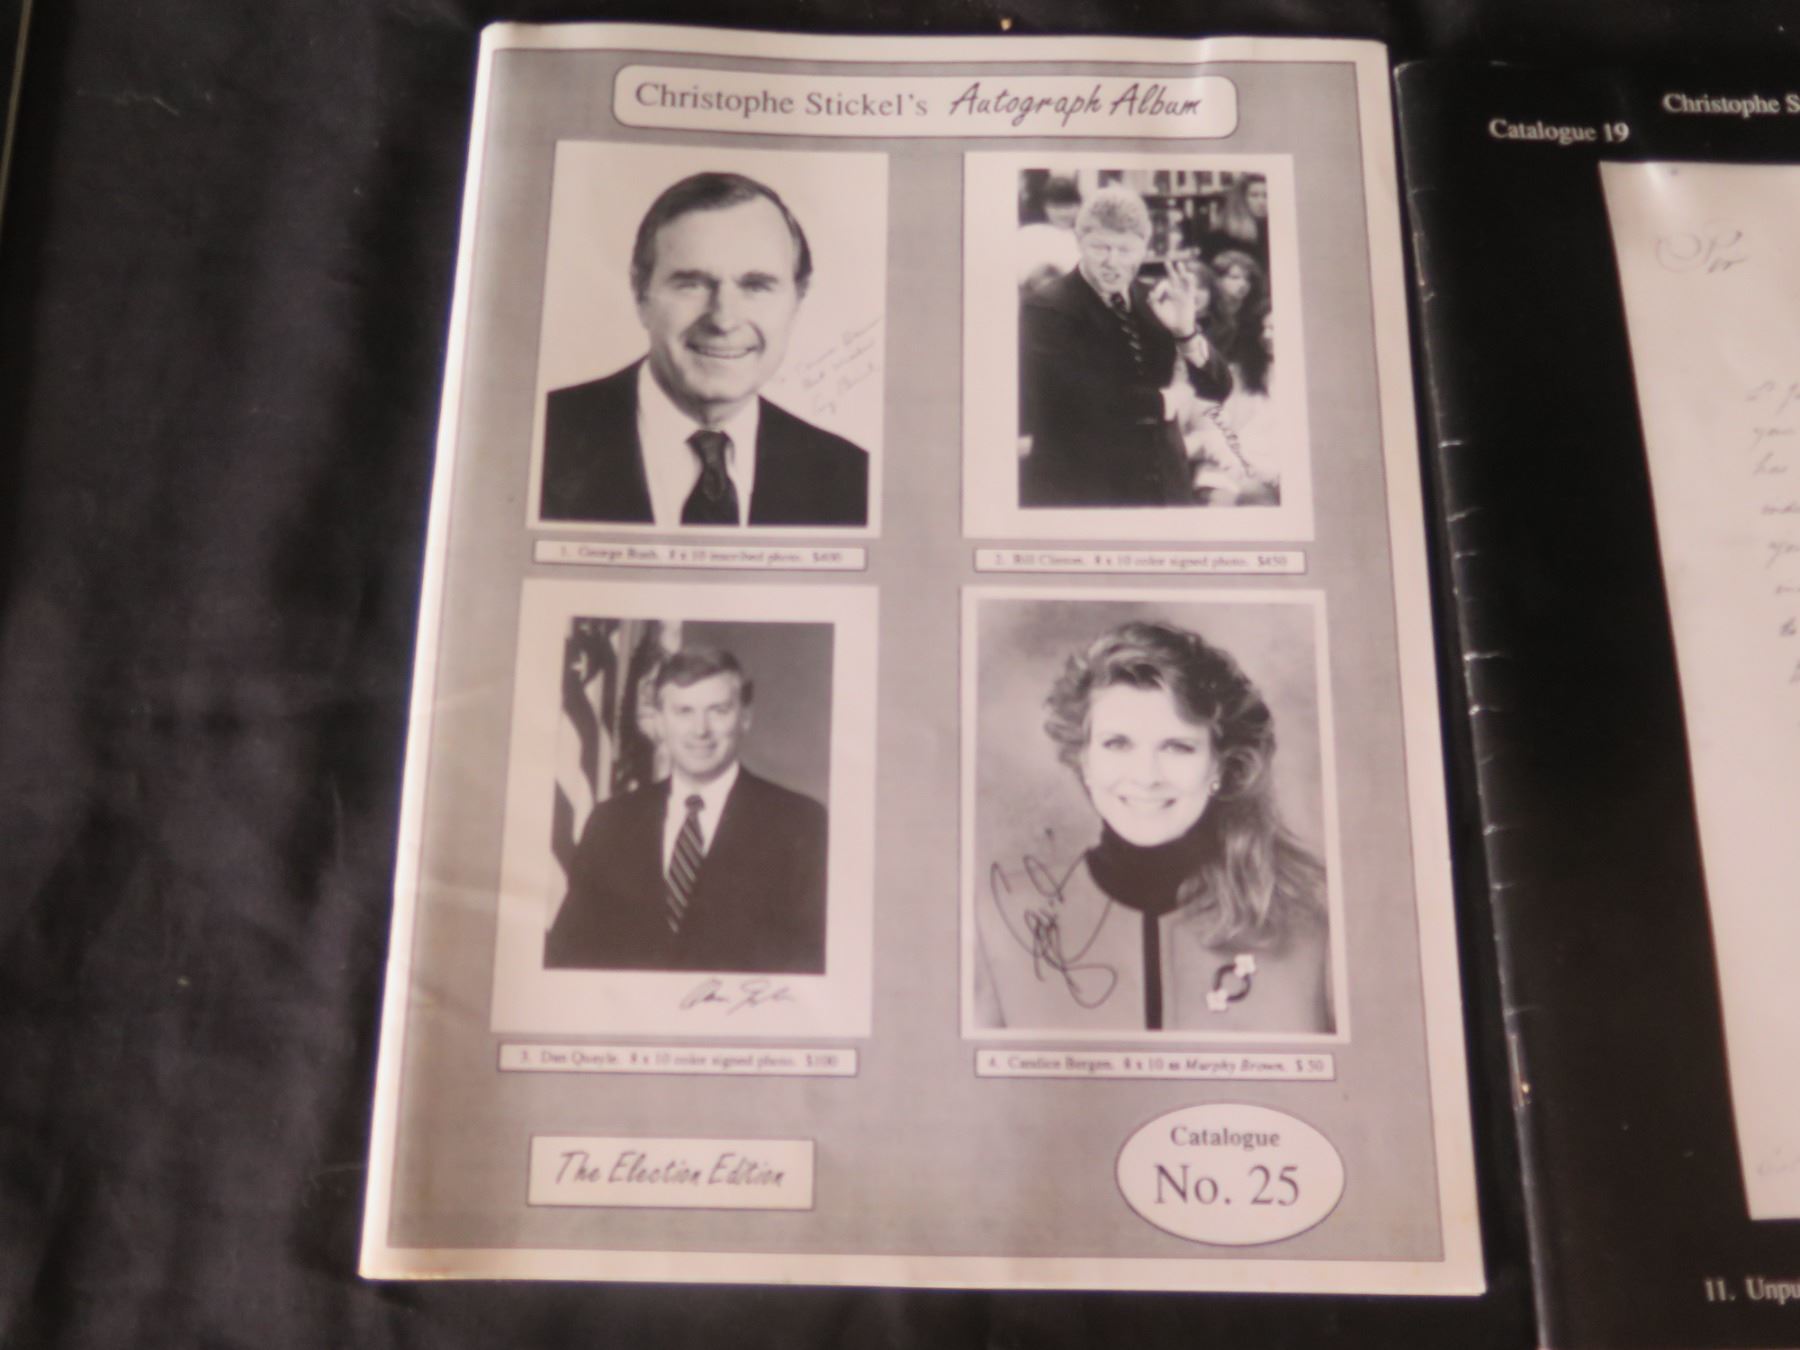 Christophe Stickel's Autograph Album
1. George Bush. 8 x 10 inscribed photo. $400
2. Bill Clinton. 8 x 10 color signed photo. $450
3. Dan Quayle. 8 x 10 color signed photo. $100
4. Candice Bergen. 8 x 10 as Murphy Brown. $50
The Election Edition
Catalogue
No. 25
Christophe S
Catalogue 19
11. Unpu